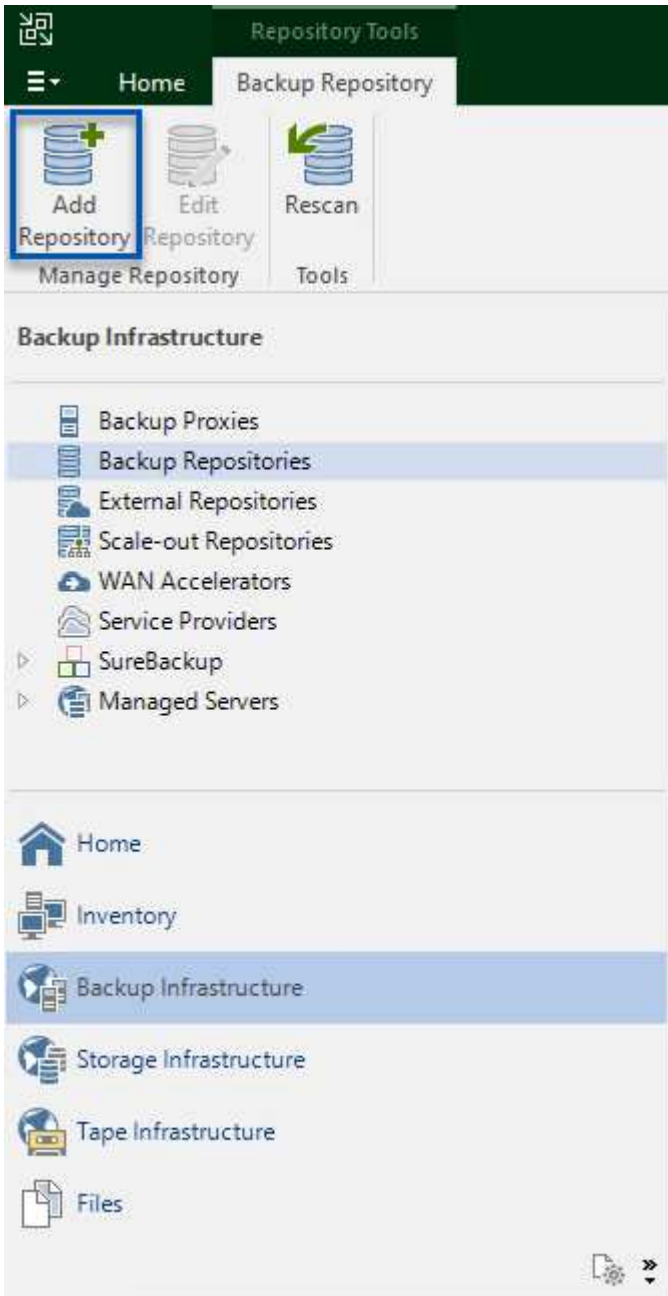 Repository Tools
Home Backup Repository
Add Edit Rescan
Repository Repository
Manage Repository Tools
Backup Infrastructure
Backup Proxies
Backup Repositories
External Repositories
Scale-out Repositories
WAN Accelerators
Service Providers
SureBackup
Managed Servers
Home
Inventory
Backup Infrastructure
Storage Infrastructure
Tape Infrastructure
Files